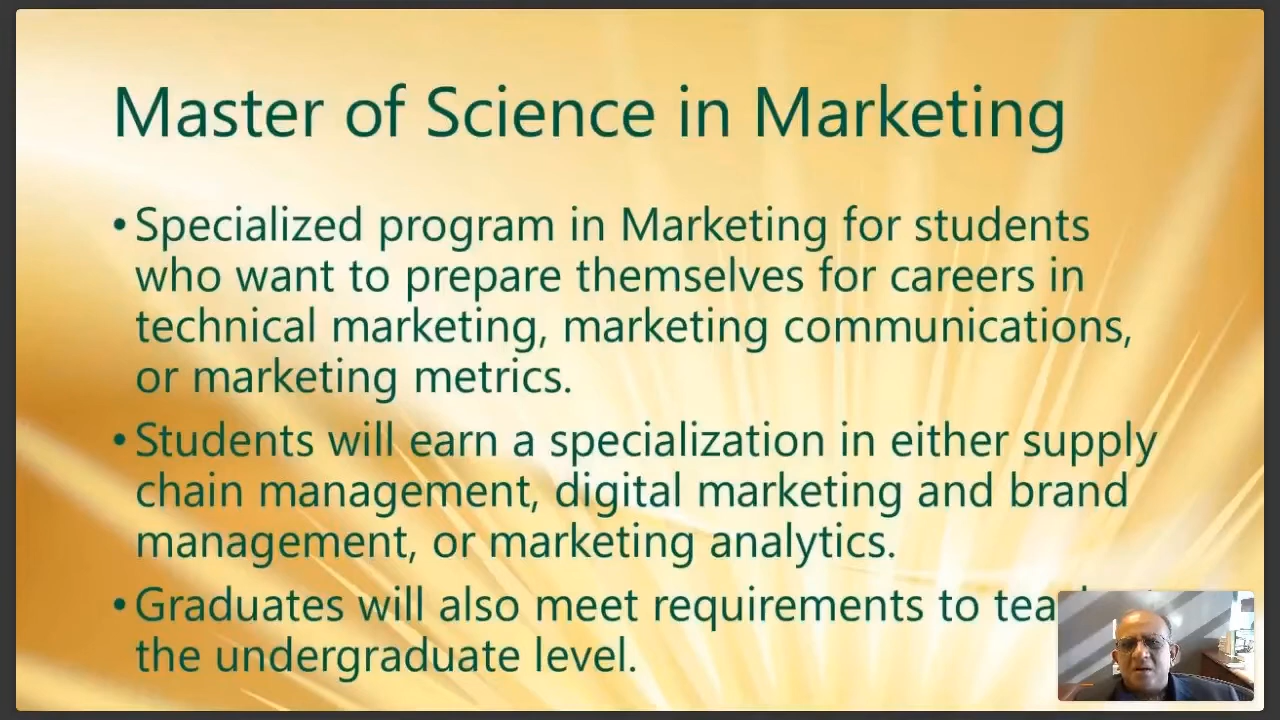 Master of Science in Marketing
• Specialized program in Marketing for students
who want to prepare themselves for careers in
technical marketing, marketing communications,
or marketing metrics.
• Students will earn a specialization in either supply
chain management, digital marketing and brand
management, or marketing analytics.
• Graduates will also meet requirements to
the undergraduate level.